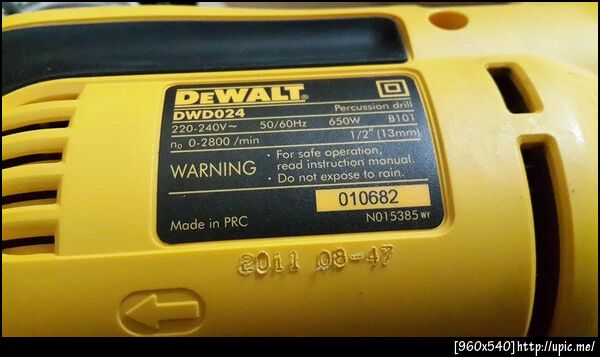 DEWALT®
DWD024 Percussion drill
220-240V~ 50/60Hz 650W B101
n₀ 0-2800 /min 1/2" (13mm)
WARNING
· For safe operation,
read instruction manual.
· Do not expose to rain.
010682
Made in PRC N015385 WY
2011 08-47
[960x540]http://upic.me/